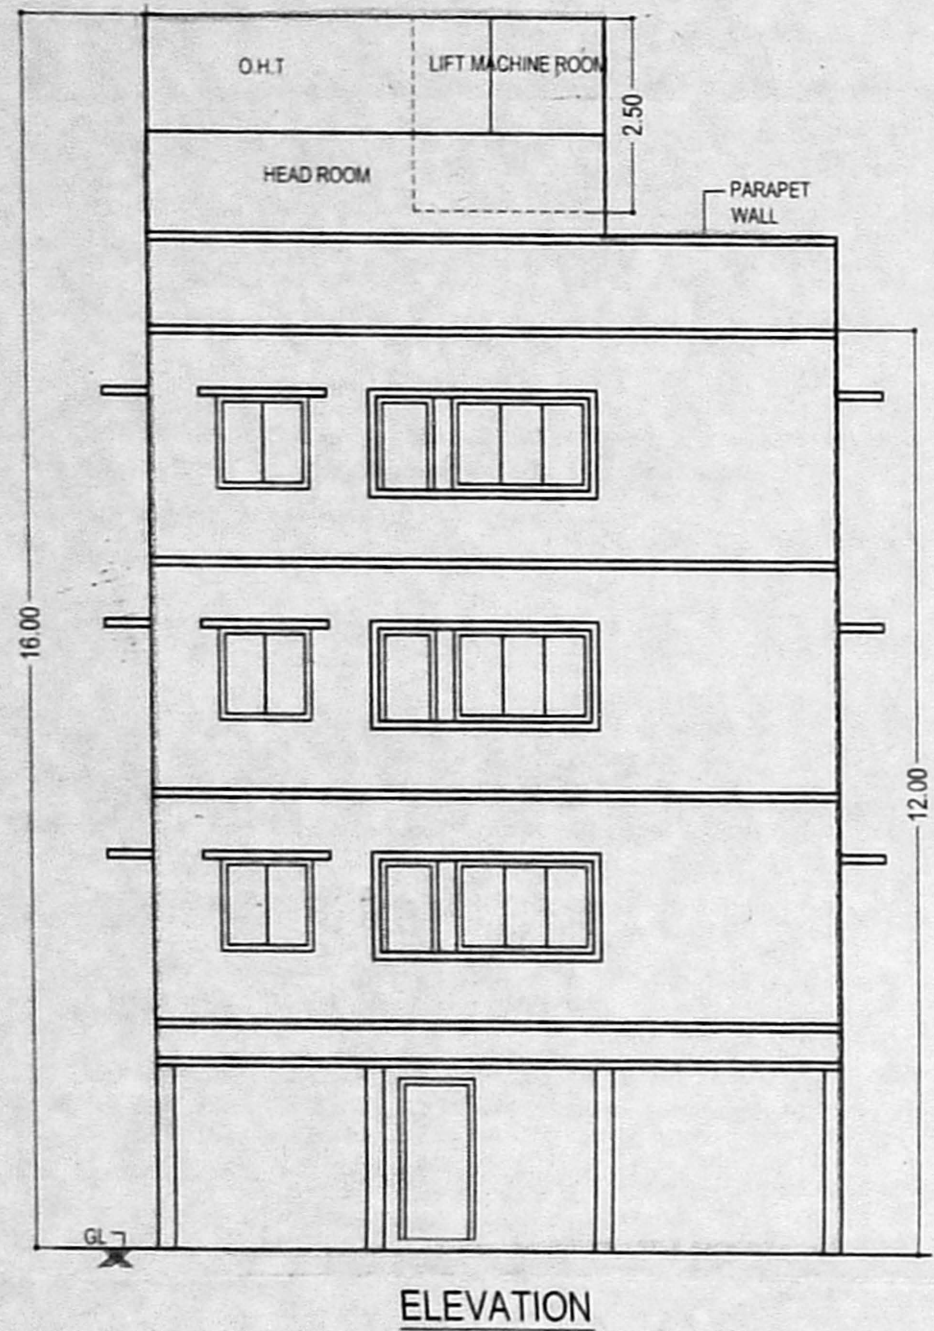 O.H.T
LIFT MACHINE ROOM
2.50
HEAD ROOM
PARAPET
WALL
16.00
12.00
GL
ELEVATION